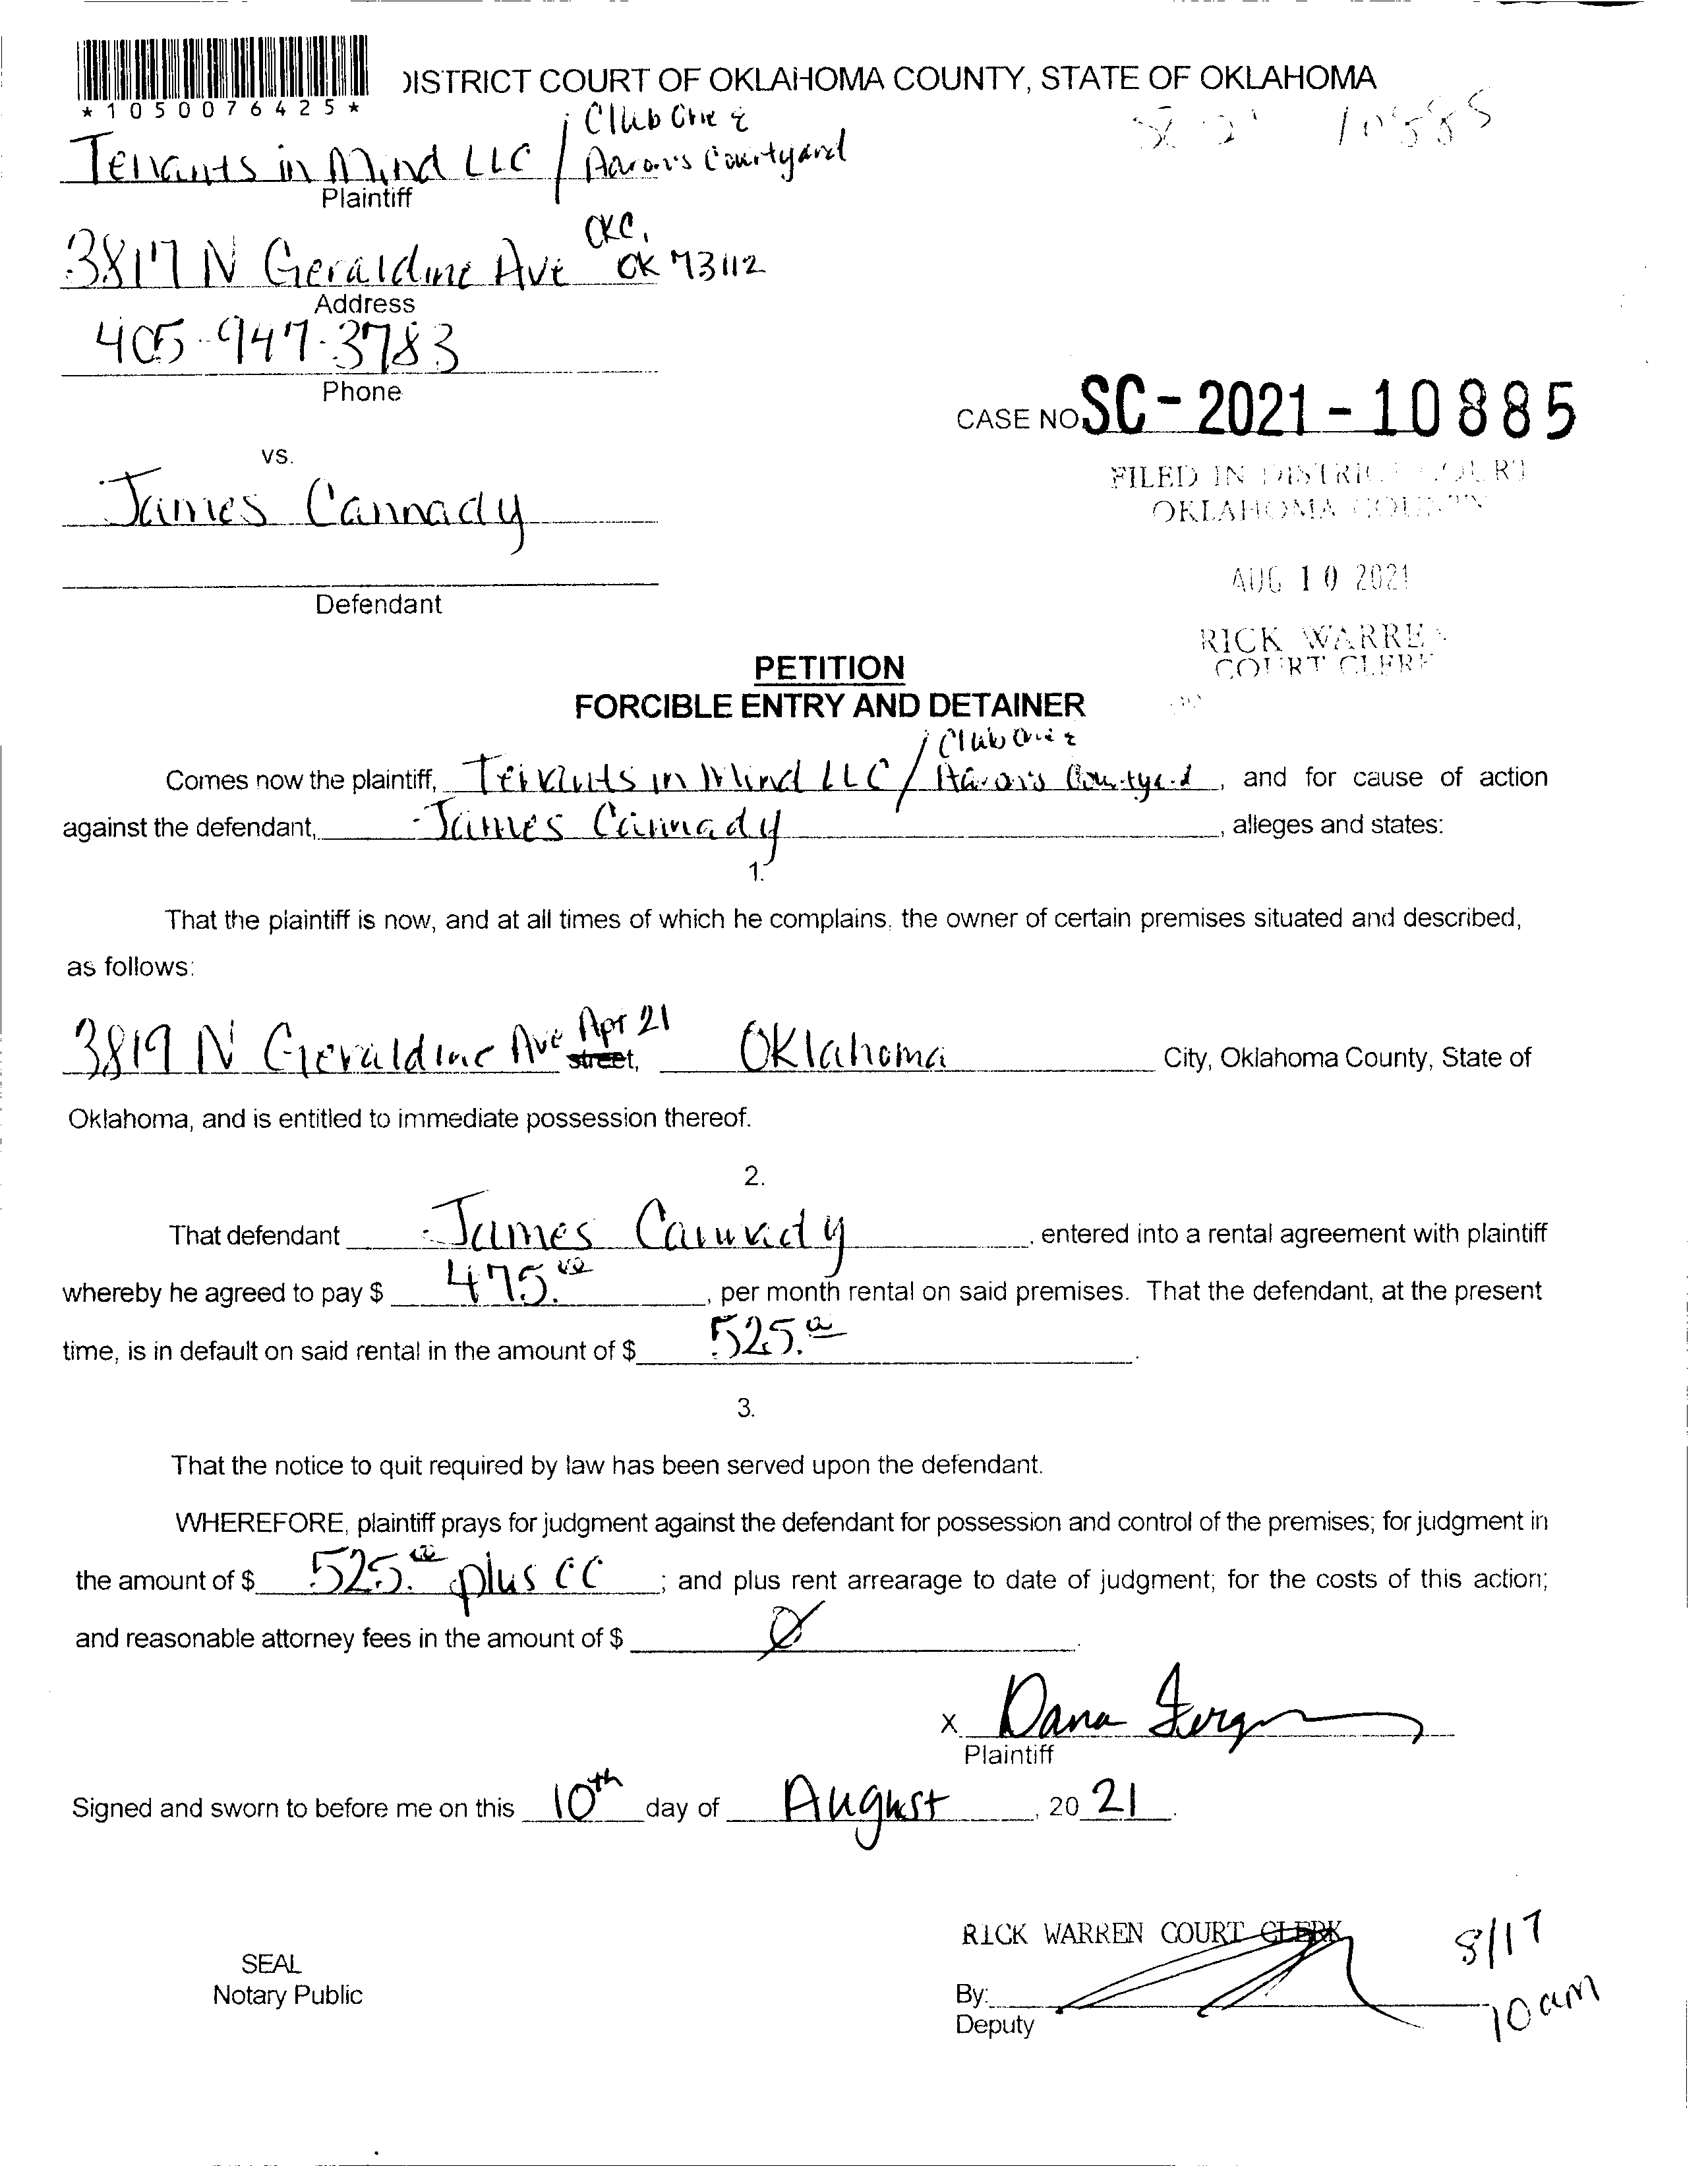 DISTRICT COURT OF OKLAHOMA COUNTY, STATE OF OKLAHOMA
*1050076425*
Tenants in Mind LLC / Club One &
Aaron's Courtyard
Plaintiff
3817 N Geraldine Ave OKC, OK 73112
Address
405-947-3783
Phone
CASE NO SC-2021-10885
vs.
FILED IN DISTRICT COURT
OKLAHOMA COUNTY
James Cannady
AUG 10 2021
Defendant
RICK WARREN
COURT CLERK
PETITION
FORCIBLE ENTRY AND DETAINER
Comes now the plaintiff, Tenants in Mind LLC / Club One & Aaron's Courtyard, and for cause of action
against the defendant, James Cannady, alleges and states:
1.
That the plaintiff is now, and at all times of which he complains, the owner of certain premises situated and described,
as follows:
3819 N Geraldine Ave Apt 21 street, Oklahoma City, Oklahoma County, State of
Oklahoma, and is entitled to immediate possession thereof.
2.
That defendant James Cannady, entered into a rental agreement with plaintiff
whereby he agreed to pay $ 475.00, per month rental on said premises. That the defendant, at the present
time, is in default on said rental in the amount of $ 525.00.
3.
That the notice to quit required by law has been served upon the defendant.
WHEREFORE, plaintiff prays for judgment against the defendant for possession and control of the premises; for judgment in
the amount of $ 525.00 plus CC; and plus rent arrearage to date of judgment; for the costs of this action;
and reasonable attorney fees in the amount of $ Ø.
X Dana
Plaintiff
Signed and sworn to before me on this 10th day of August, 20 21.
RICK WARREN COURT CLERK
8/17
10am
SEAL
Notary Public
By:
Deputy